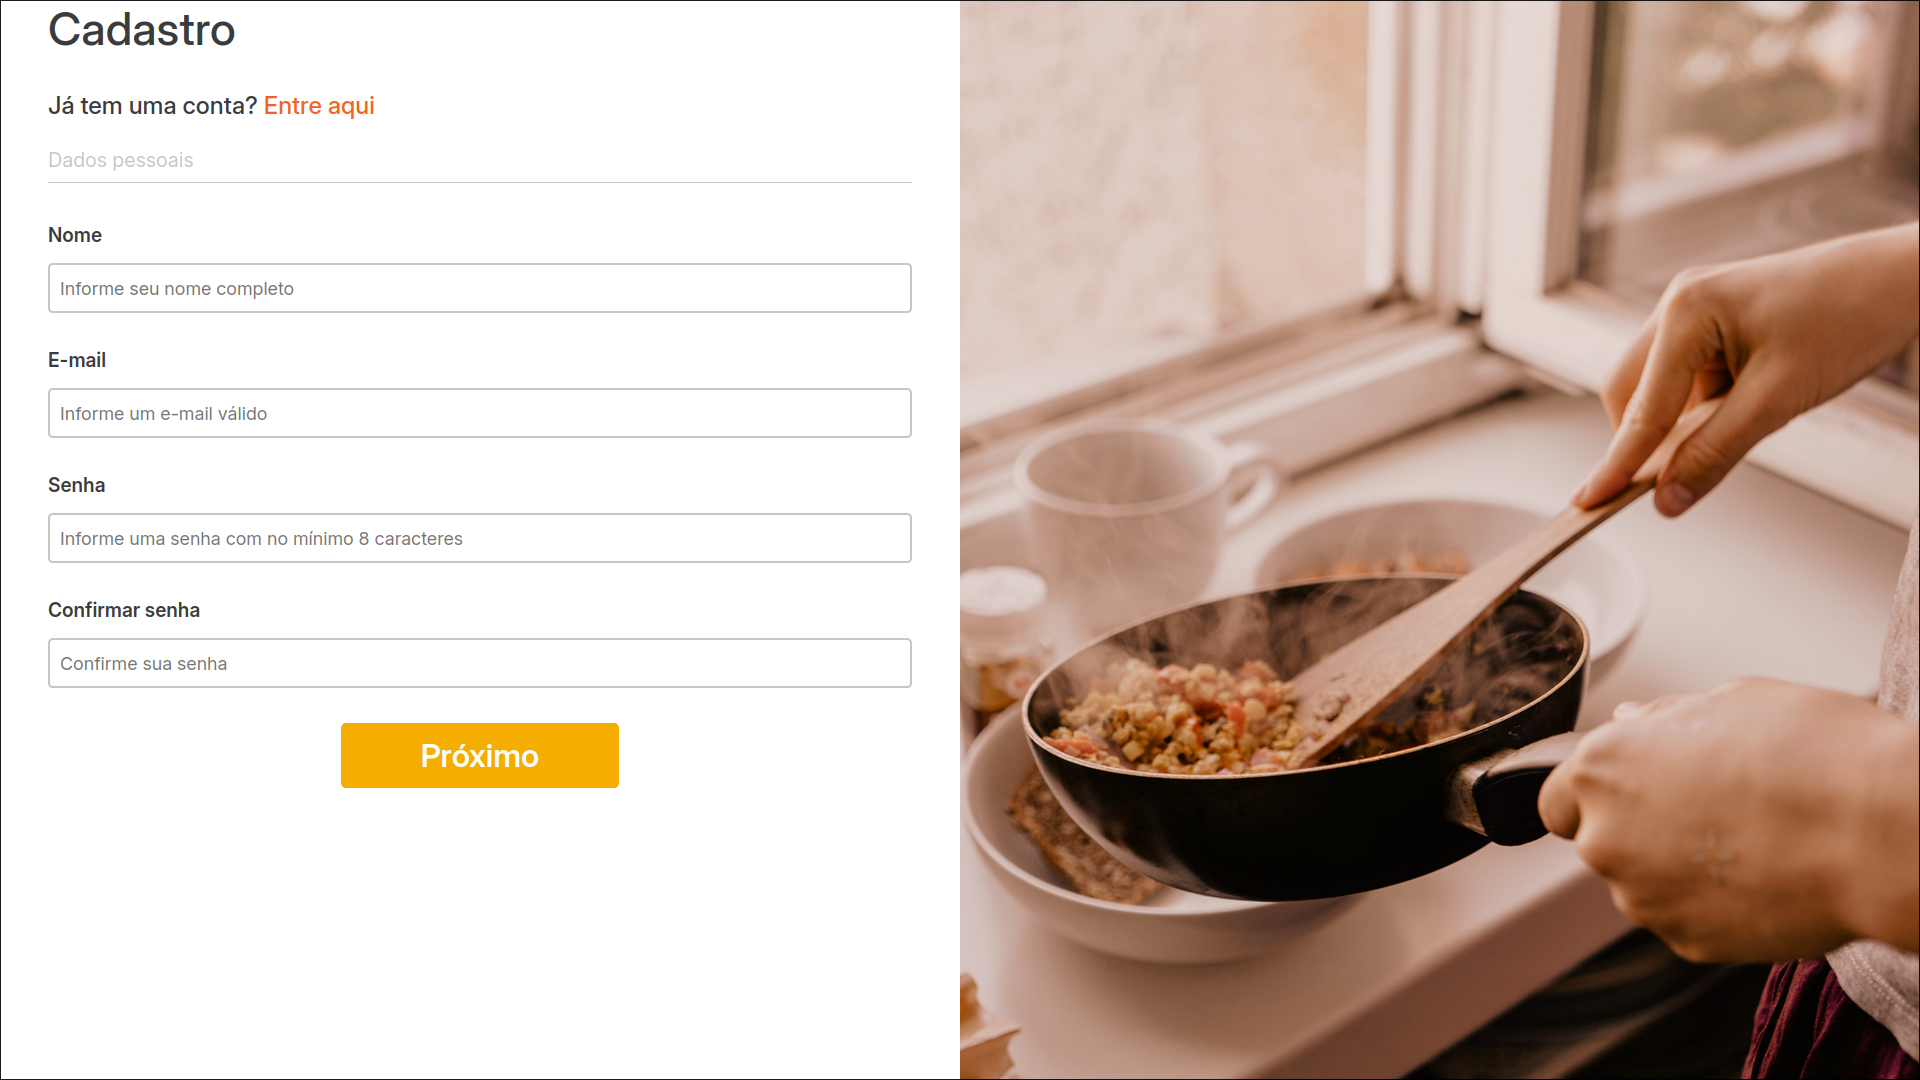 Cadastro
Já tem uma conta? Entre aqui
Dados pessoais
Nome
Informe seu nome completo
E-mail
Informe um e-mail válido
Senha
Informe uma senha com no mínimo 8 caracteres
Confirmar senha
Confirme sua senha
Próximo